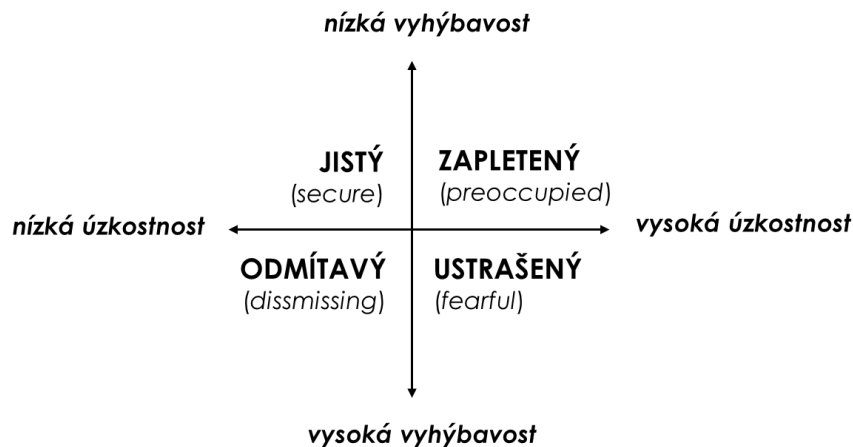 nízká vyhýbavost
JISTÝ
(secure)
ZAPLETENÝ
(preoccupied)
nízká úzkostnost
vysoká úzkostnost
ODMÍTAVÝ
(dissmissing)
USTRAŠENÝ
(fearful)
vysoká vyhýbavost